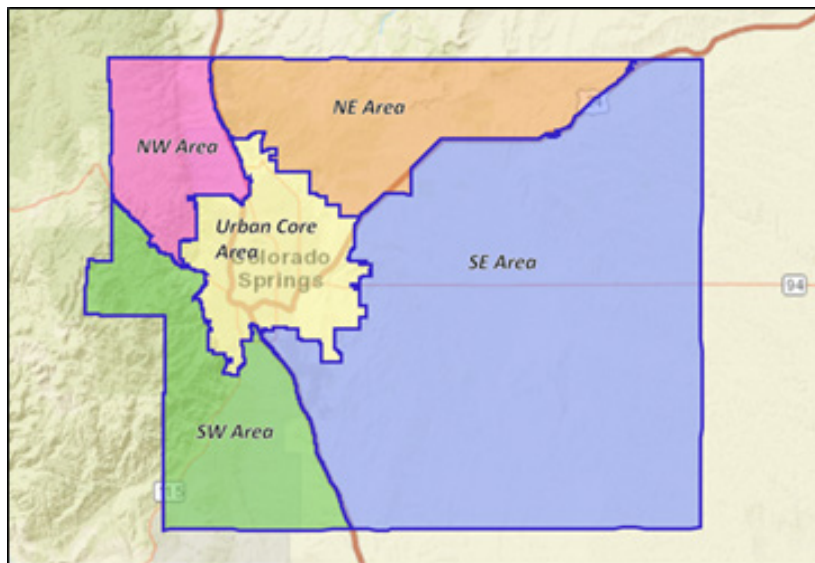 NE Area
NW Area
Urban Core
Area
Colorado
Springs
SE Area
94
SW Area
115